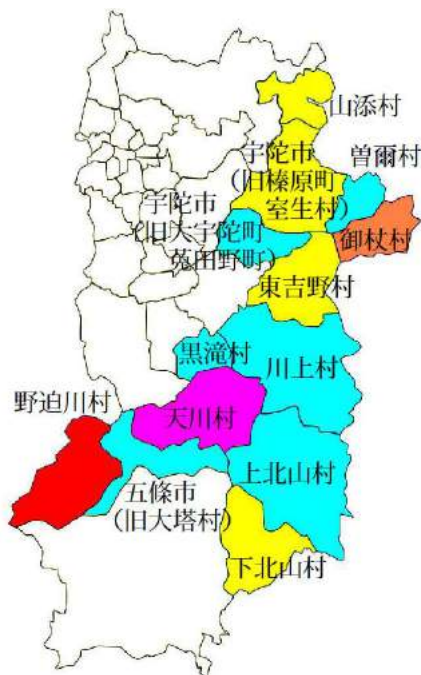 山添村
宇陀市
(旧榛原町
室生村)
曽爾村
宇陀市
(旧大宇陀町
菟田野町)
御杖村
東吉野村
黒滝村
川上村
野迫川村
天川村
上北山村
五條市
(旧大塔村)
下北山村